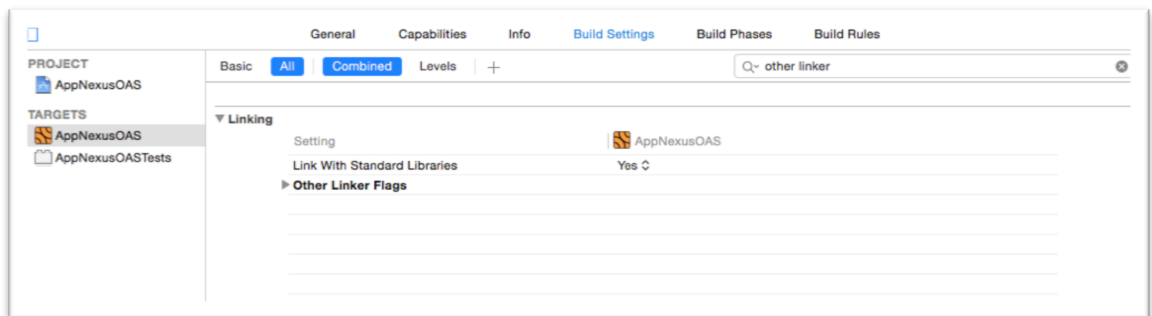 General Capabilities Info Build Settings Build Phases Build Rules
PROJECT
AppNexusOAS
TARGETS
AppNexusOAS
AppNexusOASTests
Basic All Combined Levels + other linker
Linking
Setting AppNexusOAS
Link With Standard Libraries Yes
Other Linker Flags